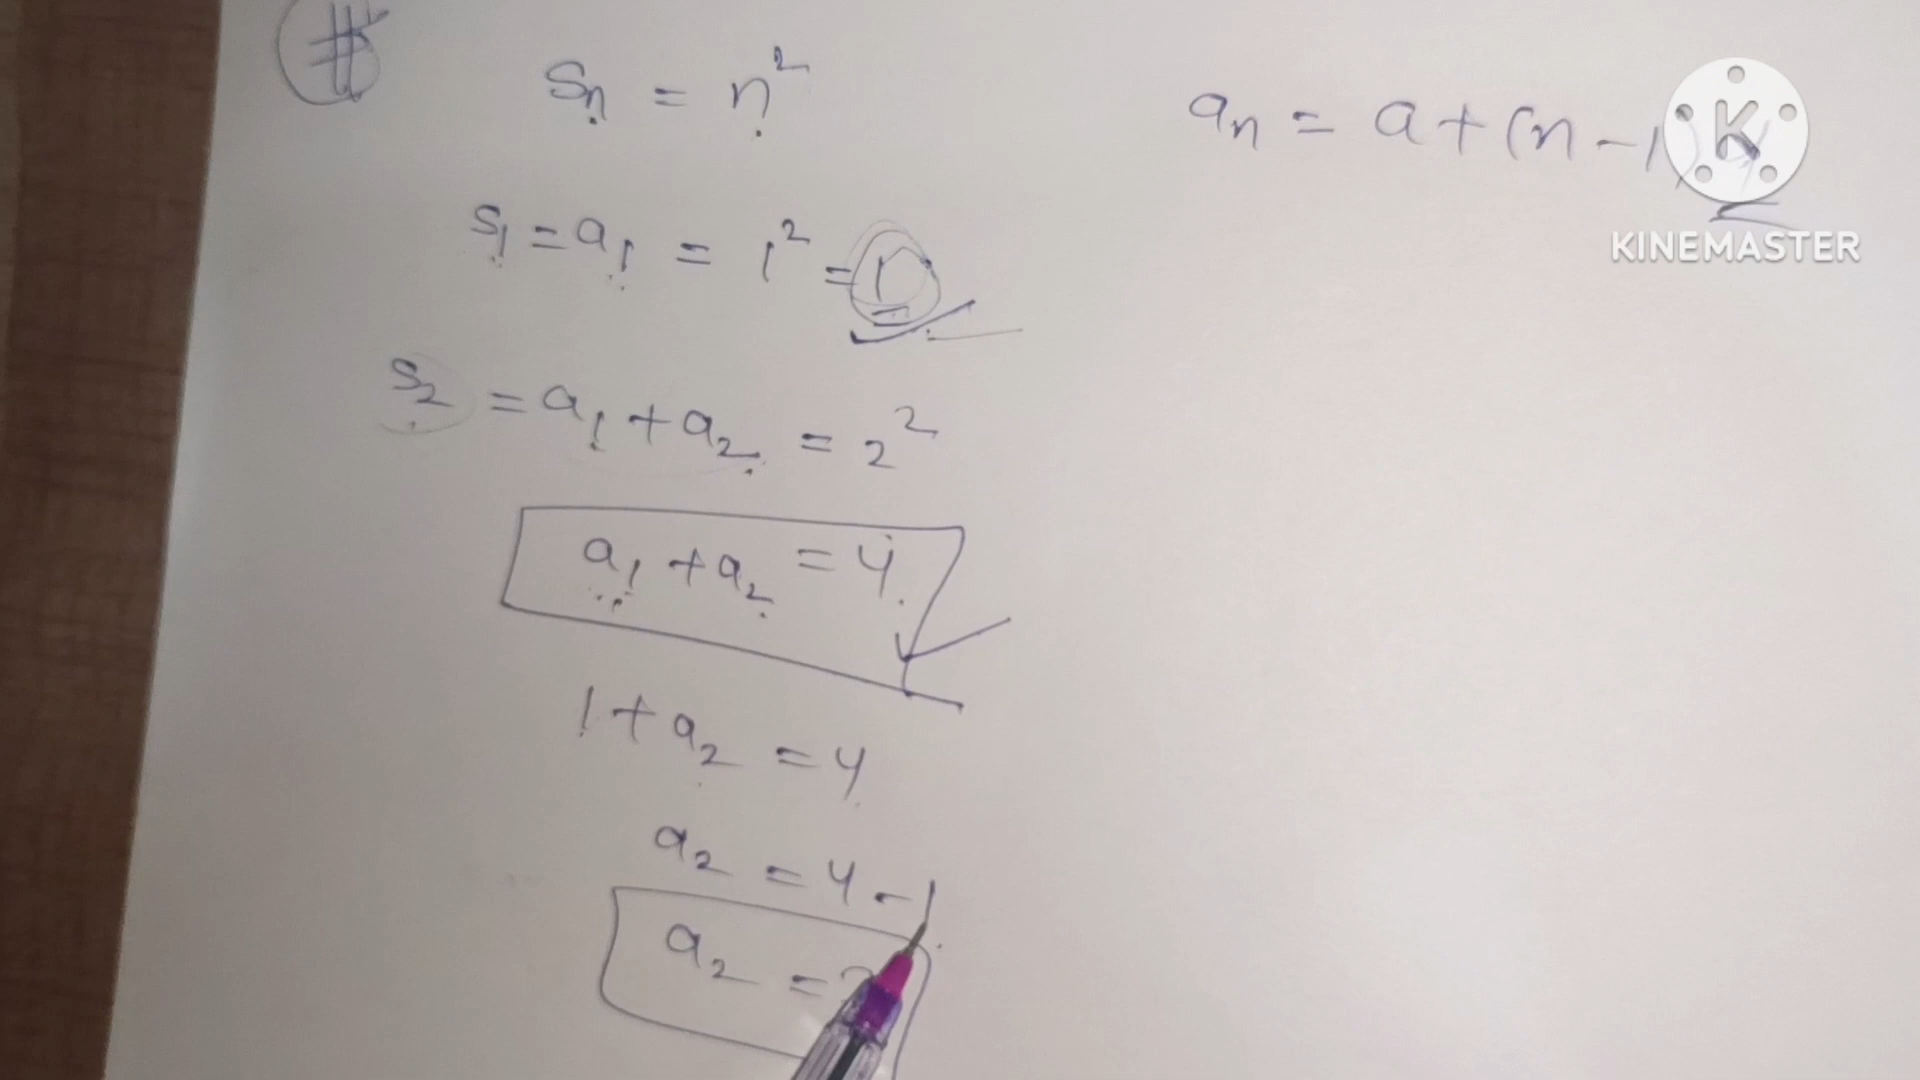 #
Sn = n²
an = a + (n - 1)
KINEMASTER
S1 = a1 = 1² = 1
S2 = a1 + a2 = 2²
a1 + a2 = 4
1 + a2 = 4
a2 = 4 - 1
a2 =